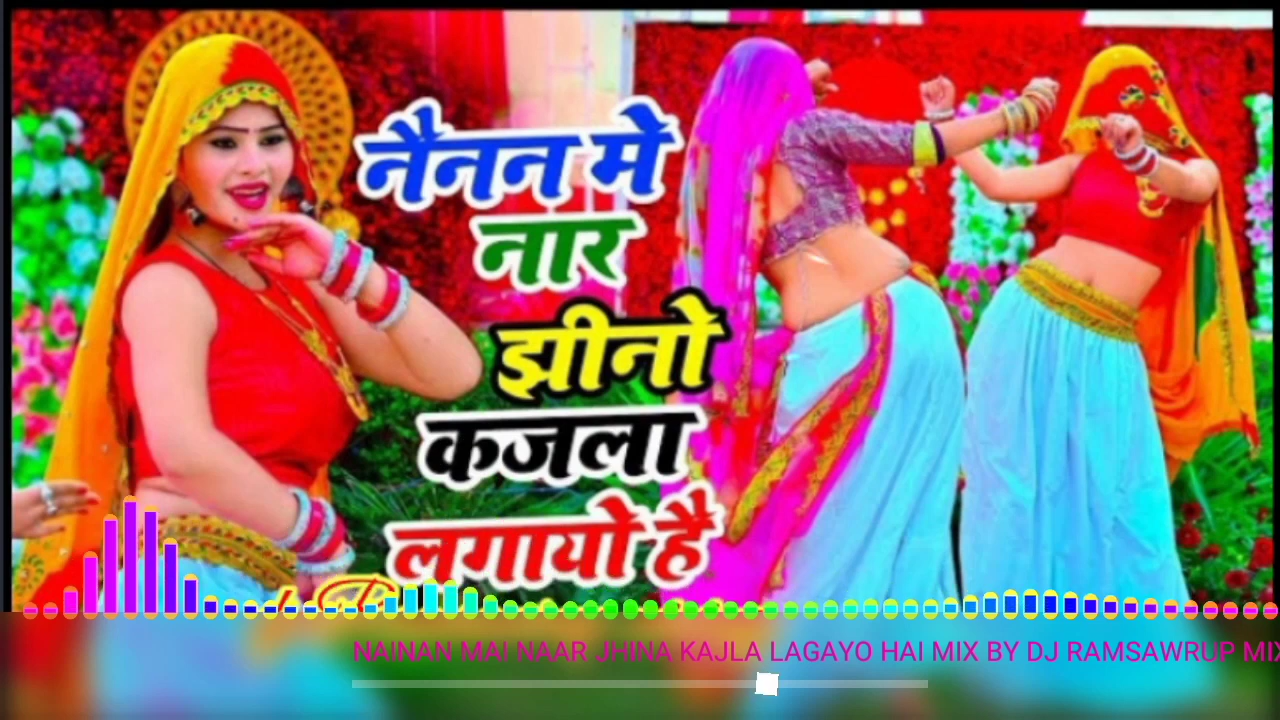 नैनन मे
नार
झीनो
कजला
लगायो है
NAINAN MAI NAAR JHINA KAJLA LAGAYO HAI MIX BY DJ RAMSAWRUP MIX